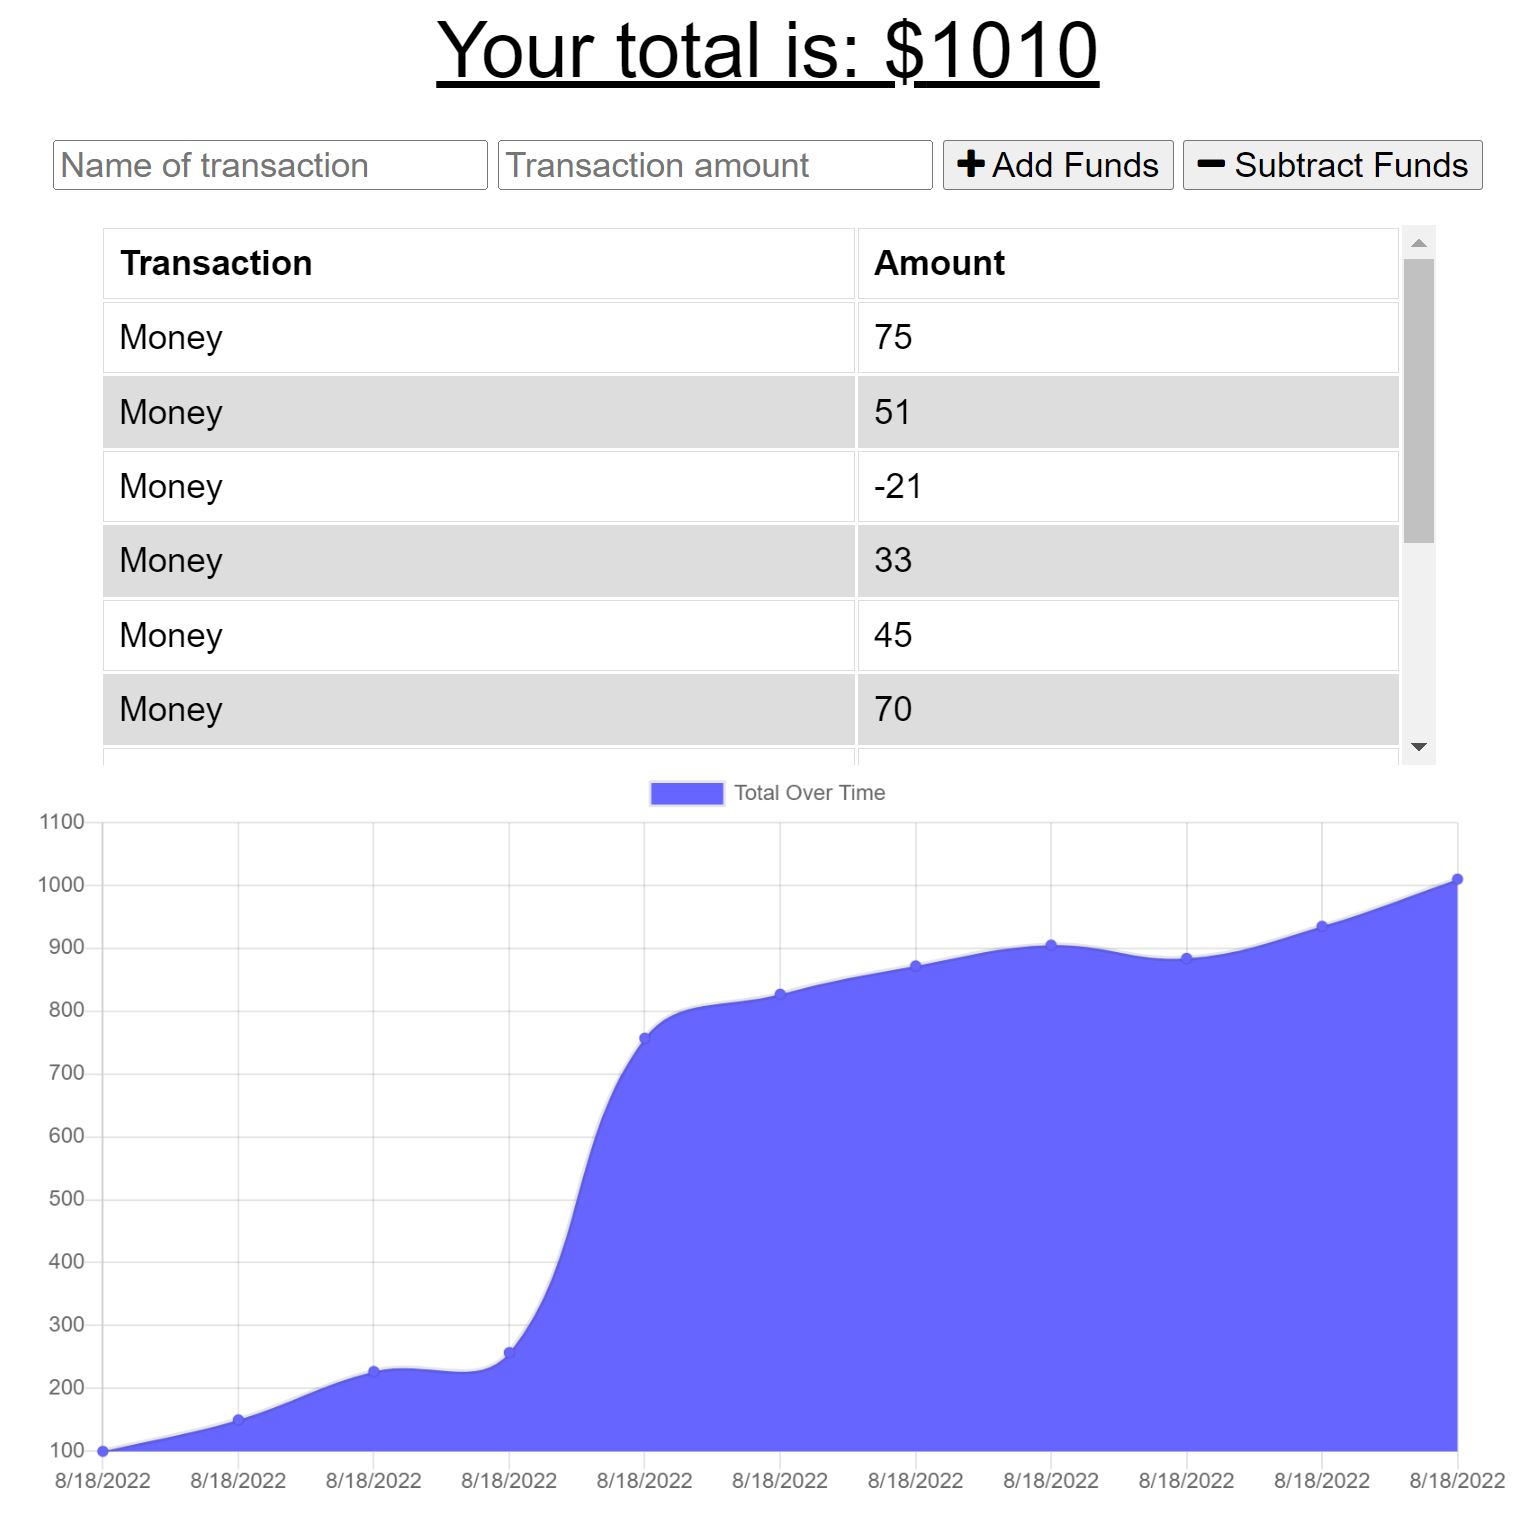 Your total is: $1010
Name of transaction Transaction amount Add Funds Subtract Funds
Transaction Amount
Money 75
Money 51
Money -21
Money 33
Money 45
Money 70
Total Over Time
1100
1000
900
800
700
600
500
400
300
200
100
8/18/2022 8/18/2022 8/18/2022 8/18/2022 8/18/2022 8/18/2022 8/18/2022 8/18/2022 8/18/2022 8/18/2022 8/18/2022